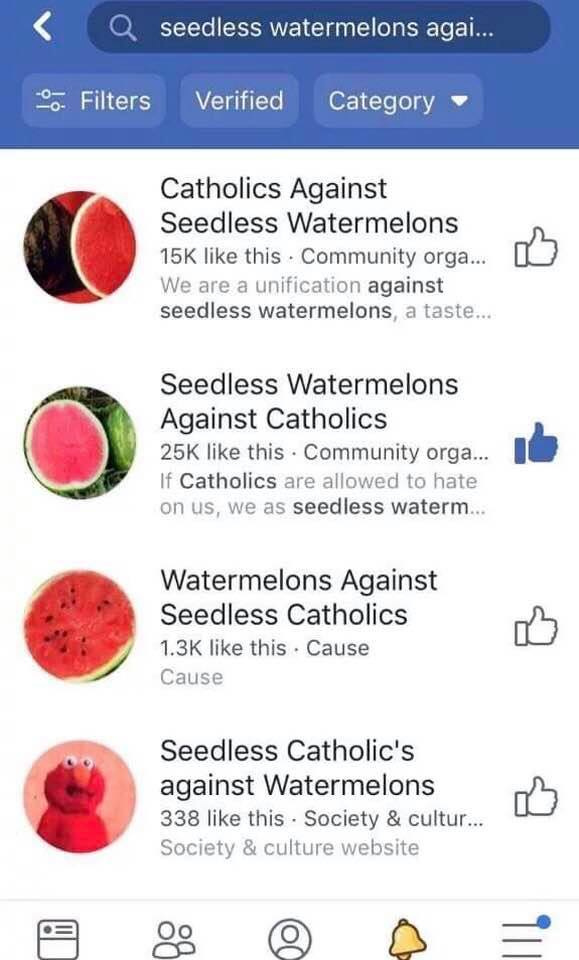 seedless watermelons agai...
Filters Verified Category
Catholics Against
Seedless Watermelons
15K like this · Community orga...
We are a unification against
seedless watermelons, a taste...
Seedless Watermelons
Against Catholics
25K like this · Community orga...
If Catholics are allowed to hate
on us, we as seedless waterm...
Watermelons Against
Seedless Catholics
1.3K like this · Cause
Cause
Seedless Catholic's
against Watermelons
338 like this · Society & cultur...
Society & culture website